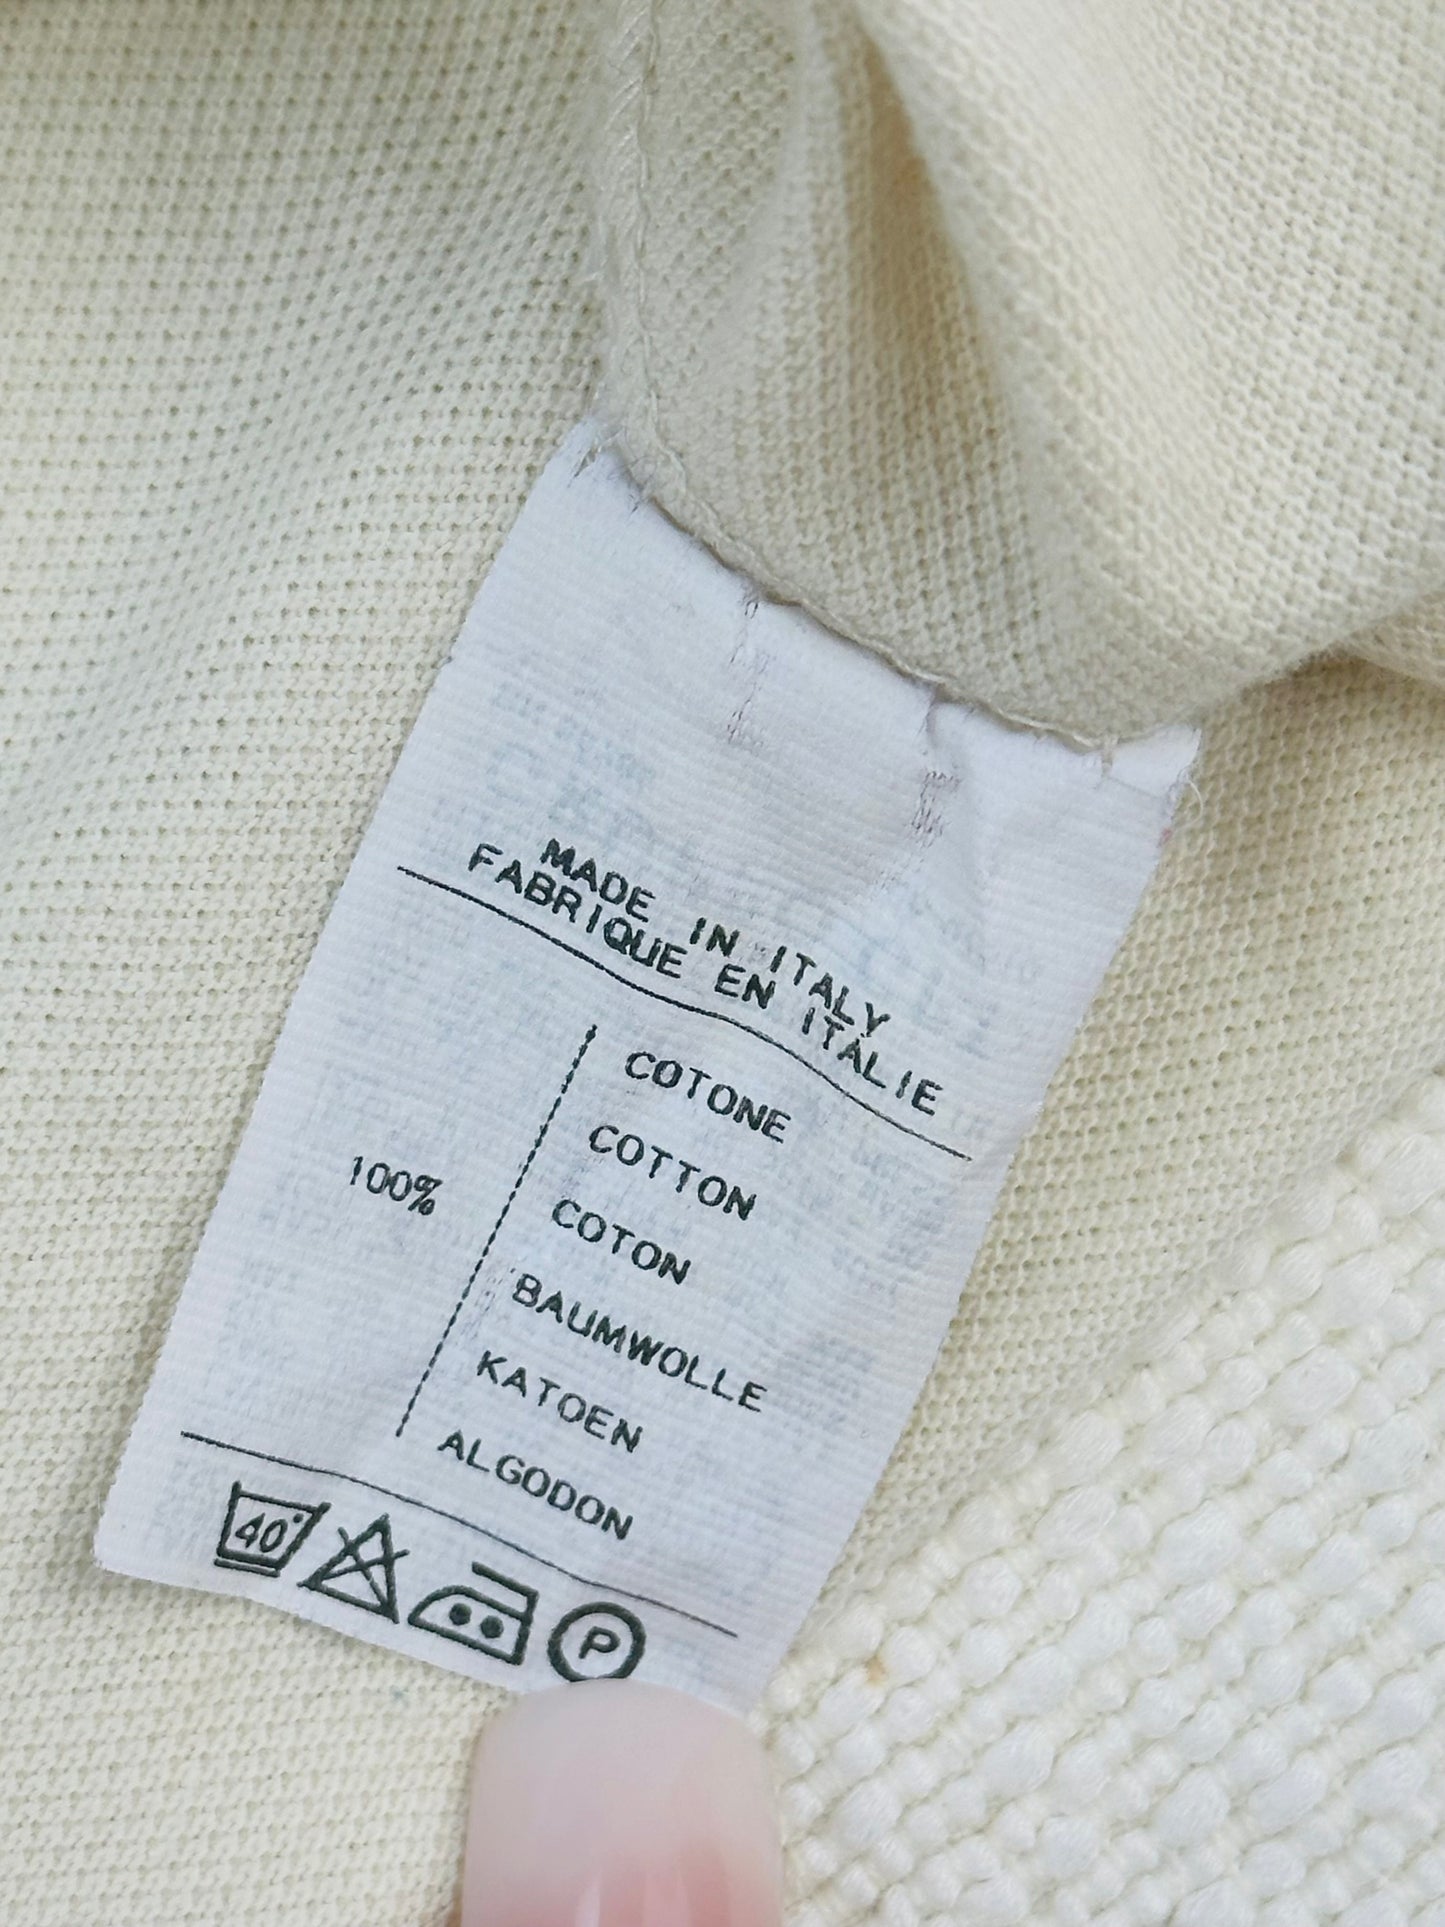 MADE IN ITALY
FABRIQUE EN ITALIE
100%
COTONE
COTTON
COTON
BAUMWOLLE
KATOEN
ALGODON
40°
P